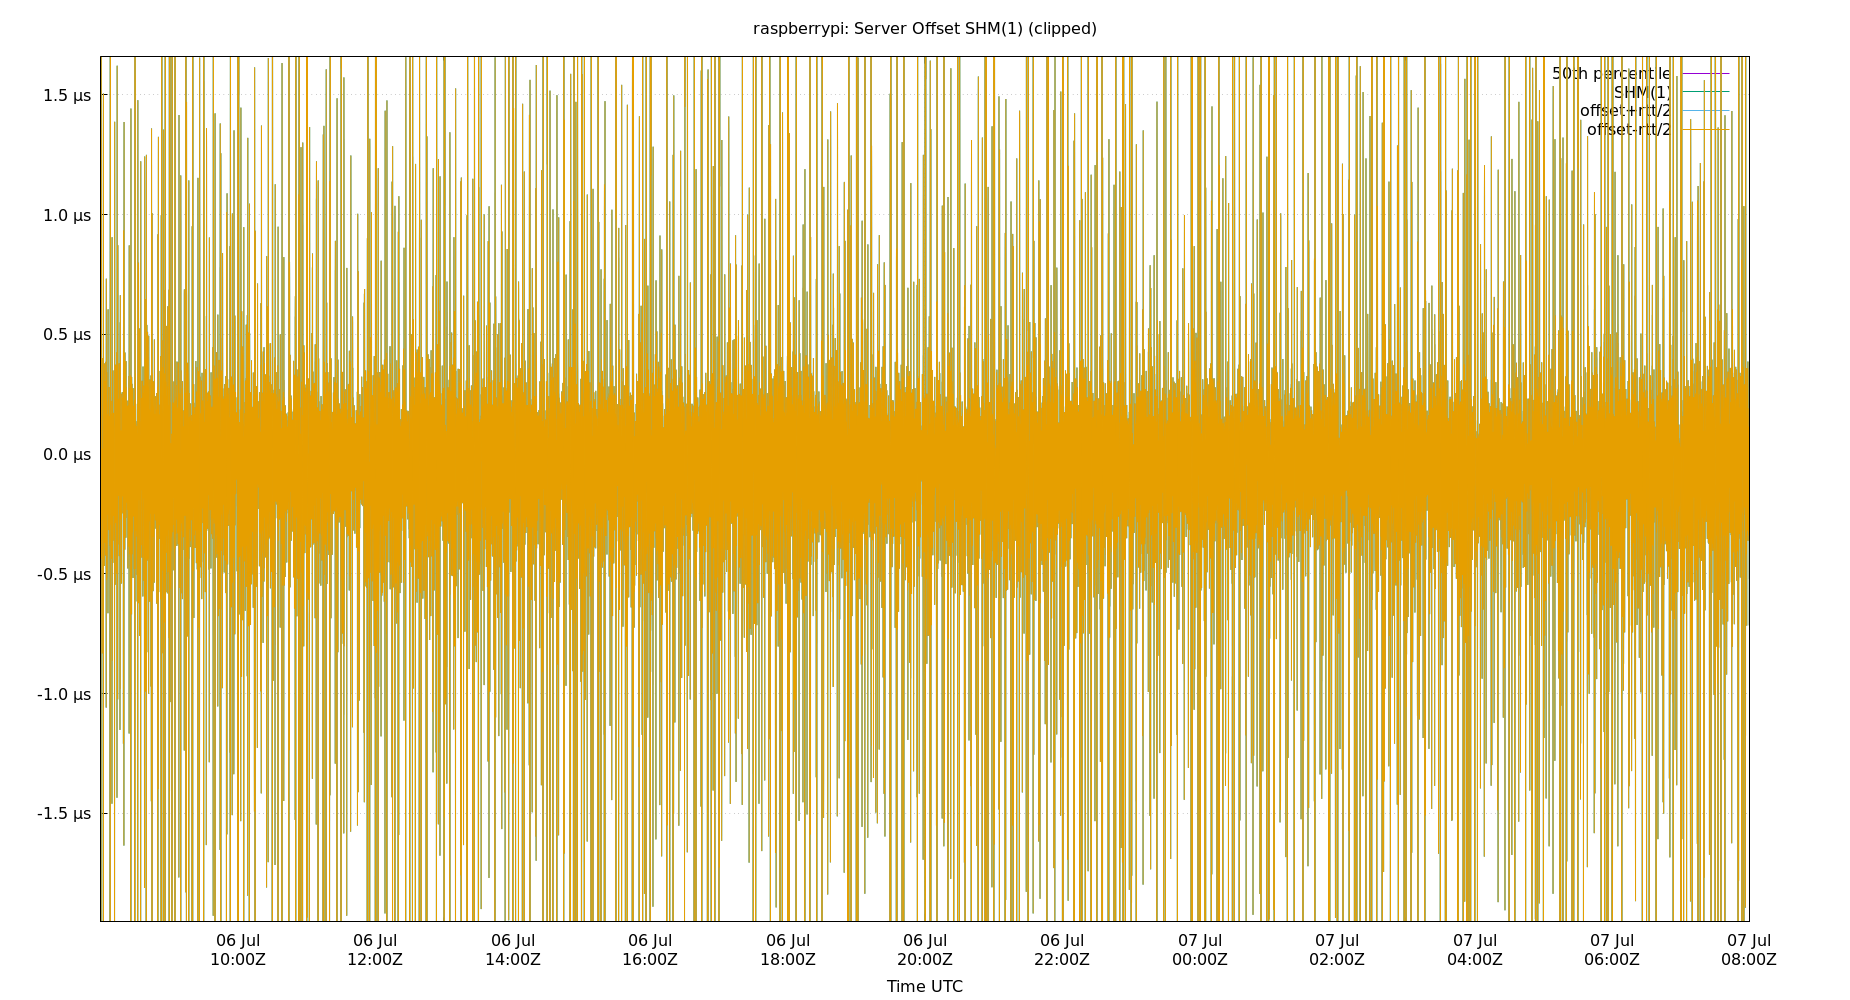 raspberrypi: Server Offset SHM(1) (clipped)
50th percentile
SHM(1)
offset+rtt/2
offset-rtt/2
1.5 µs
1.0 µs
0.5 µs
0.0 µs
-0.5 µs
-1.0 µs
-1.5 µs
06 Jul 06 Jul 06 Jul 06 Jul 06 Jul 06 Jul 06 Jul 07 Jul 07 Jul 07 Jul 07 Jul 07 Jul
10:00Z 12:00Z 14:00Z 16:00Z 18:00Z 20:00Z 22:00Z 00:00Z 02:00Z 04:00Z 06:00Z 08:00Z
Time UTC